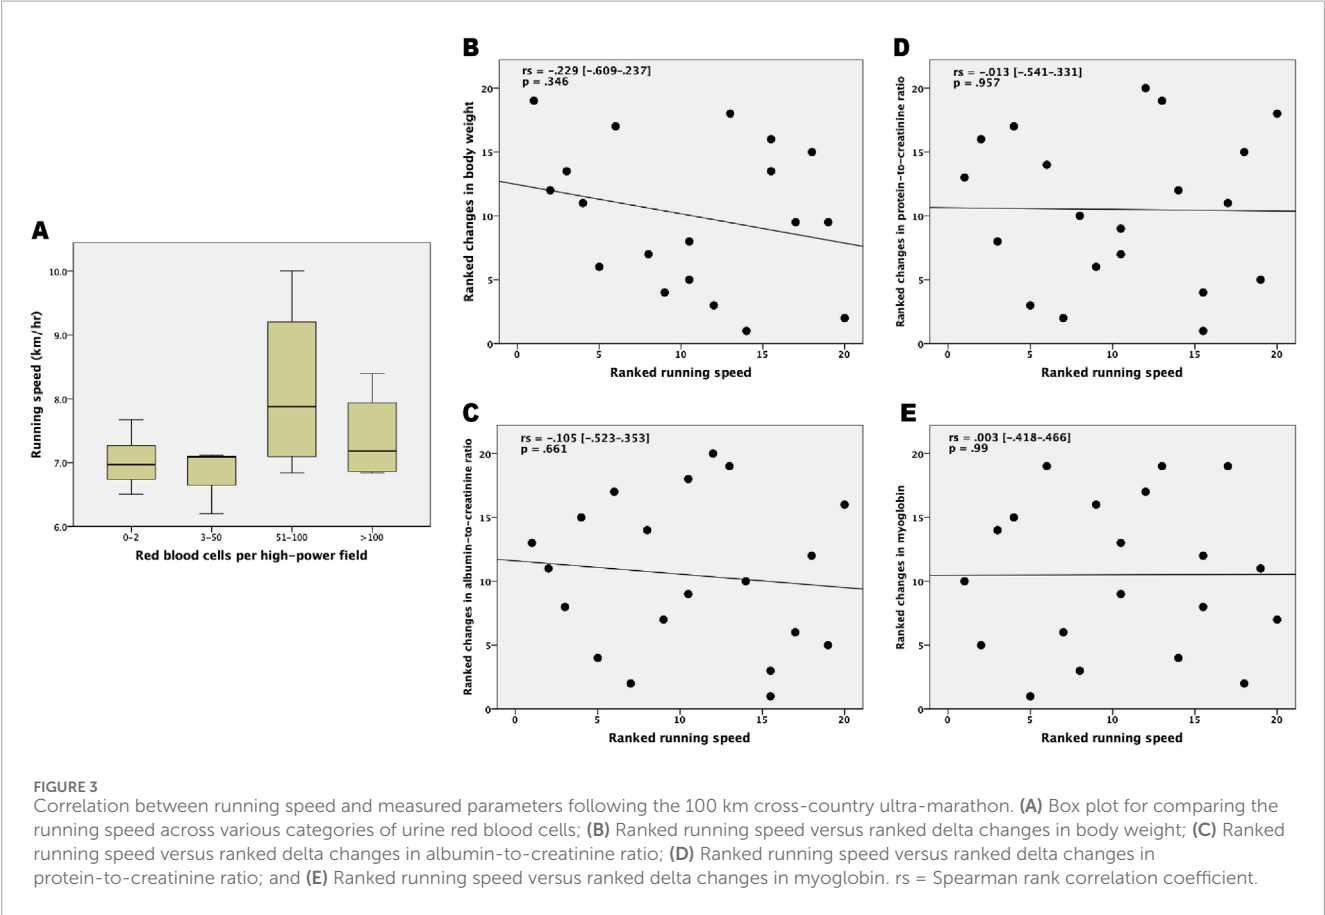 A
Running speed (km/hr)
10.0
9.0
8.0
7.0
6.0
0-2
3-50
51-100
>100
Red blood cells per high-power field
B
rs = -.229 [-.609-.237]
p = .346
Ranked changes in body weight
20
15
10
5
0
0
5
10
15
20
Ranked running speed
C
rs = -.105 [-.523-.353]
p = .661
Ranked changes in albumin-to-creatinine ratio
20
15
10
5
0
0
5
10
15
20
Ranked running speed
D
rs = -.013 [-.541-.331]
p = .957
Ranked changes in protein-to-creatinine ratio
20
15
10
5
0
0
5
10
15
20
Ranked running speed
E
rs = .003 [-.418-.466]
p = .99
Ranked changes in myoglobin
20
15
10
5
0
0
5
10
15
20
Ranked running speed
FIGURE 3
Correlation between running speed and measured parameters following the 100 km cross-country ultra-marathon. (A) Box plot for comparing the
running speed across various categories of urine red blood cells; (B) Ranked running speed versus ranked delta changes in body weight; (C) Ranked
running speed versus ranked delta changes in albumin-to-creatinine ratio; (D) Ranked running speed versus ranked delta changes in
protein-to-creatinine ratio; and (E) Ranked running speed versus ranked delta changes in myoglobin. rs = Spearman rank correlation coefficient.